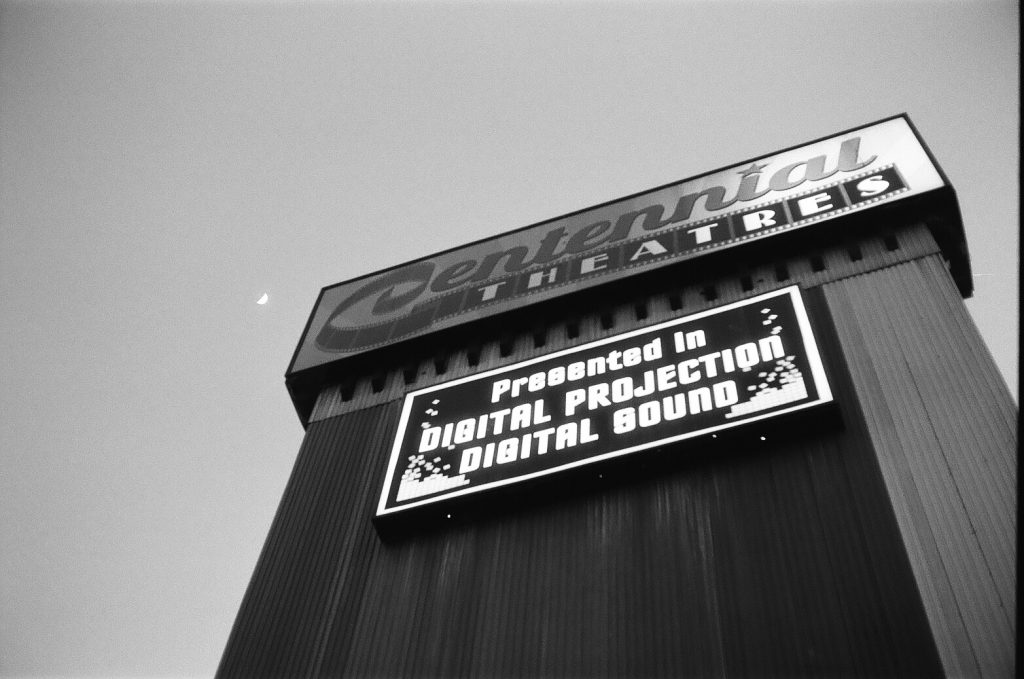 Centennial
THEATRES
Presented in
DIGITAL PROJECTION
DIGITAL SOUND